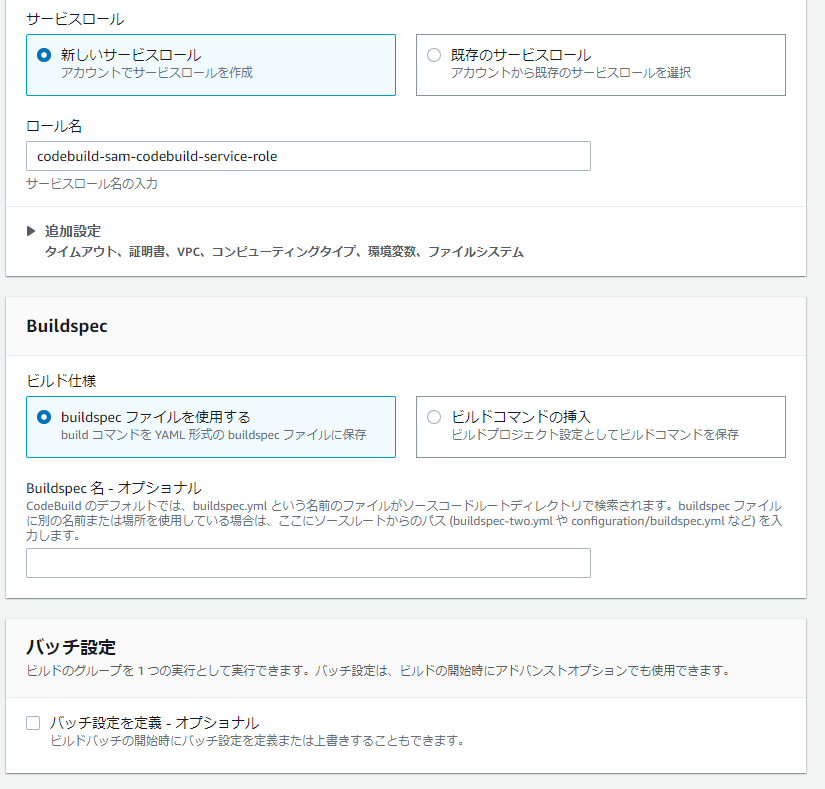 サービスロール
新しいサービスロール
アカウントでサービスロールを作成
既存のサービスロール
アカウントから既存のサービスロールを選択
ロール名
codebuild-sam-codebuild-service-role
サービスロール名の入力
追加設定
タイムアウト、証明書、VPC、コンピューティングタイプ、環境変数、ファイルシステム
Buildspec
ビルド仕様
buildspec ファイルを使用する
build コマンドを YAML 形式の buildspec ファイルに保存
ビルドコマンドの挿入
ビルドプロジェクト設定としてビルドコマンドを保存
Buildspec 名 - オプショナル
CodeBuild のデフォルトでは、buildspec.yml という名前のファイルがソースコードルートディレクトリで検索されます。buildspec ファイル
に別の名前または場所を使用している場合は、ここにソースルートからのパス (buildspec-two.yml や configuration/buildspec.yml など) を入
力します。
バッチ設定
ビルドのグループを 1 つの実行として実行できます。バッチ設定は、ビルドの開始時にアドバンストオプションでも使用できます。
バッチ設定を定義 - オプショナル
ビルドバッチの開始時にバッチ設定を定義または上書きすることもできます。